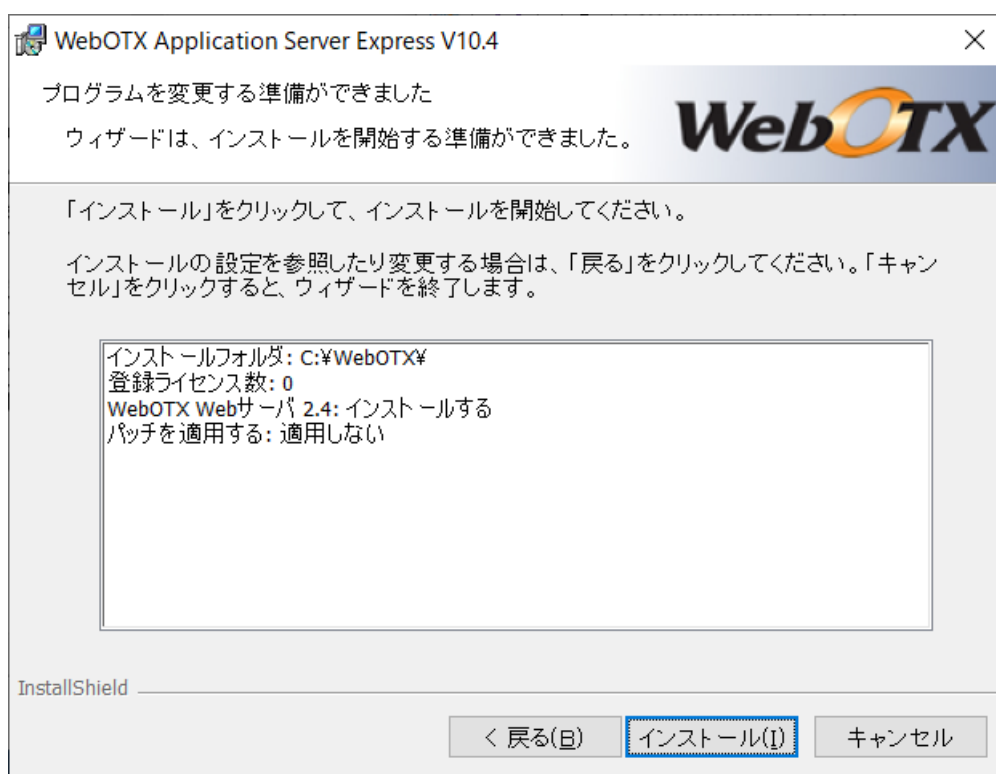 WebOTX Application Server Express V10.4
プログラムを変更する準備ができました
ウィザードは、インストールを開始する準備ができました。
WebOTX
「インストール」をクリックして、インストールを開始してください。
インストールの設定を参照したり変更する場合は、「戻る」をクリックしてください。「キャン
セル」をクリックすると、ウィザードを終了します。
インストールフォルダ: C:¥WebOTX¥
登録ライセンス数: 0
WebOTX Webサーバ 2.4: インストールする
パッチを適用する: 適用しない
InstallShield
< 戻る(B)
インストール(I)
キャンセル